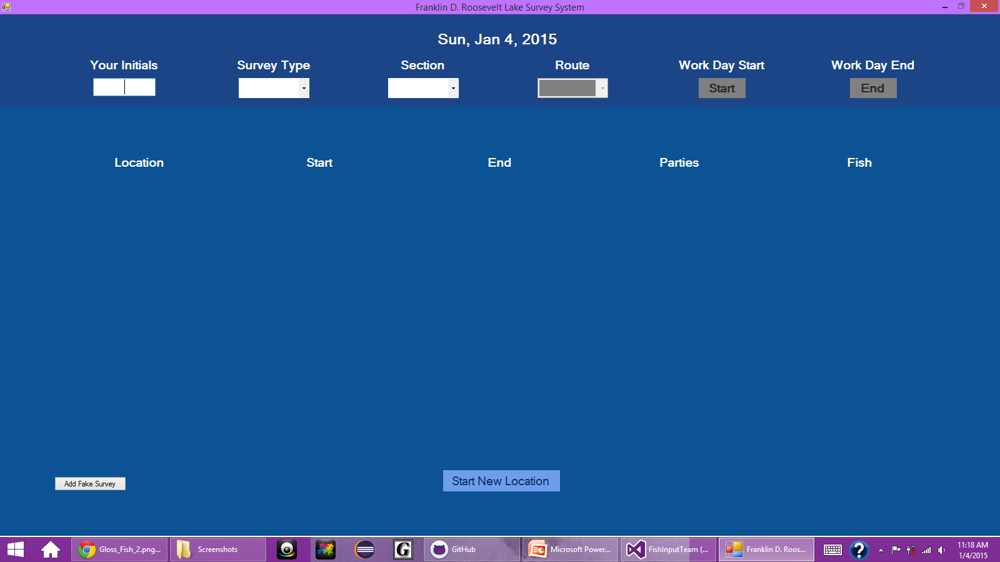 Franklin D. Roosevelt Lake Survey System
Sun, Jan 4, 2015
Your Initials Survey Type Section Route Work Day Start Work Day End
Start End
Location Start End Parties Fish
Start New Location
Add Fake Survey
Gloss_Fish_2.png... Screenshots G GitHub Microsoft Power... FishInputTeam (... Franklin D. Roos... ? 11:18 AM
1/4/2015